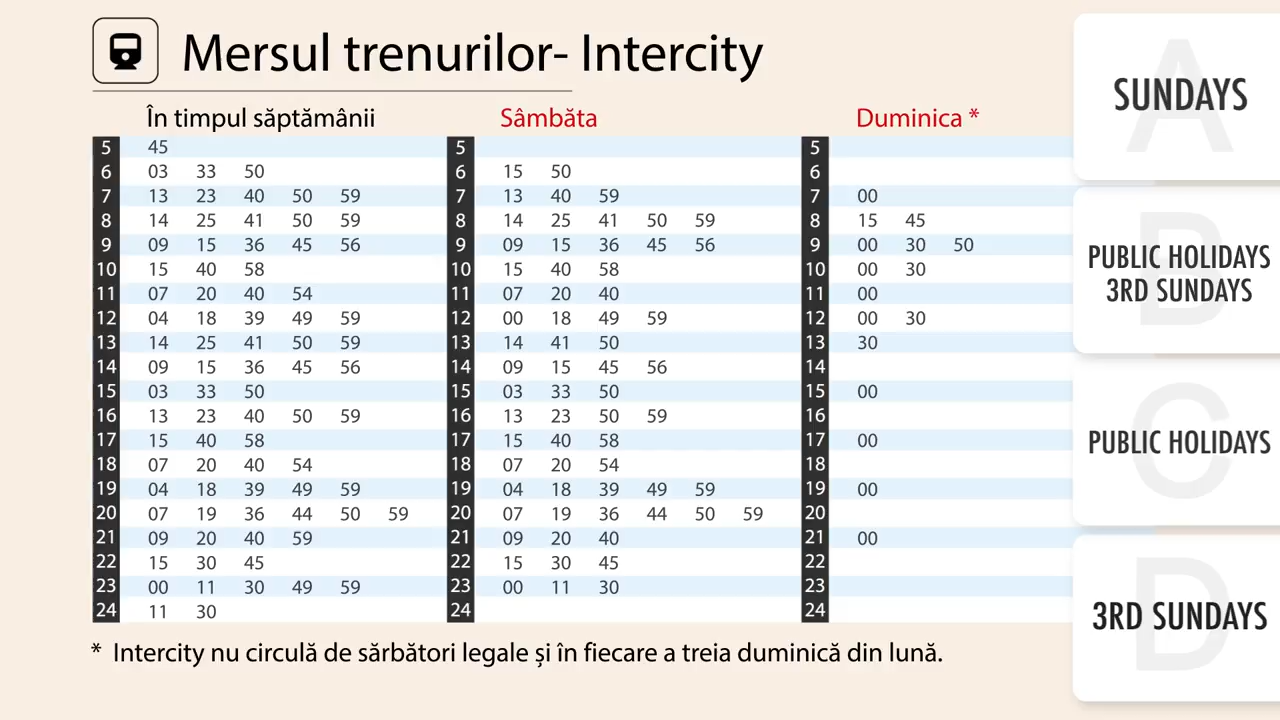 Mersul trenurilor- Intercity
În timpul săptămânii Sâmbăta Duminica *
5 45 5 5
6 03 33 50 6 15 50 6
7 13 23 40 50 59 7 13 40 59 7 00
8 14 25 41 50 59 8 14 25 41 50 59 8 15 45
9 09 15 36 45 56 9 09 15 36 45 56 9 00 30 50
10 15 40 58 10 15 40 58 10 00 30
11 07 20 40 54 11 07 20 40 11 00
12 04 18 39 49 59 12 00 18 49 59 12 00 30
13 14 25 41 50 59 13 14 41 50 13 30
14 09 15 36 45 56 14 09 15 45 56 14
15 03 33 50 15 03 33 50 15 00
16 13 23 40 50 59 16 13 23 50 59 16
17 15 40 58 17 15 40 58 17 00
18 07 20 40 54 18 07 20 54 18
19 04 18 39 49 59 19 04 18 39 49 59 19 00
20 07 19 36 44 50 59 20 07 19 36 44 50 59 20
21 09 20 40 59 21 09 20 40 21 00
22 15 30 45 22 15 30 45 22
23 00 11 30 49 59 23 00 11 30 23
24 11 30 24 24
* Intercity nu circulă de sărbători legale și în fiecare a treia duminică din lună.
A
SUNDAYS
B
PUBLIC HOLIDAYS
3RD SUNDAYS
C
PUBLIC HOLIDAYS
D
3RD SUNDAYS